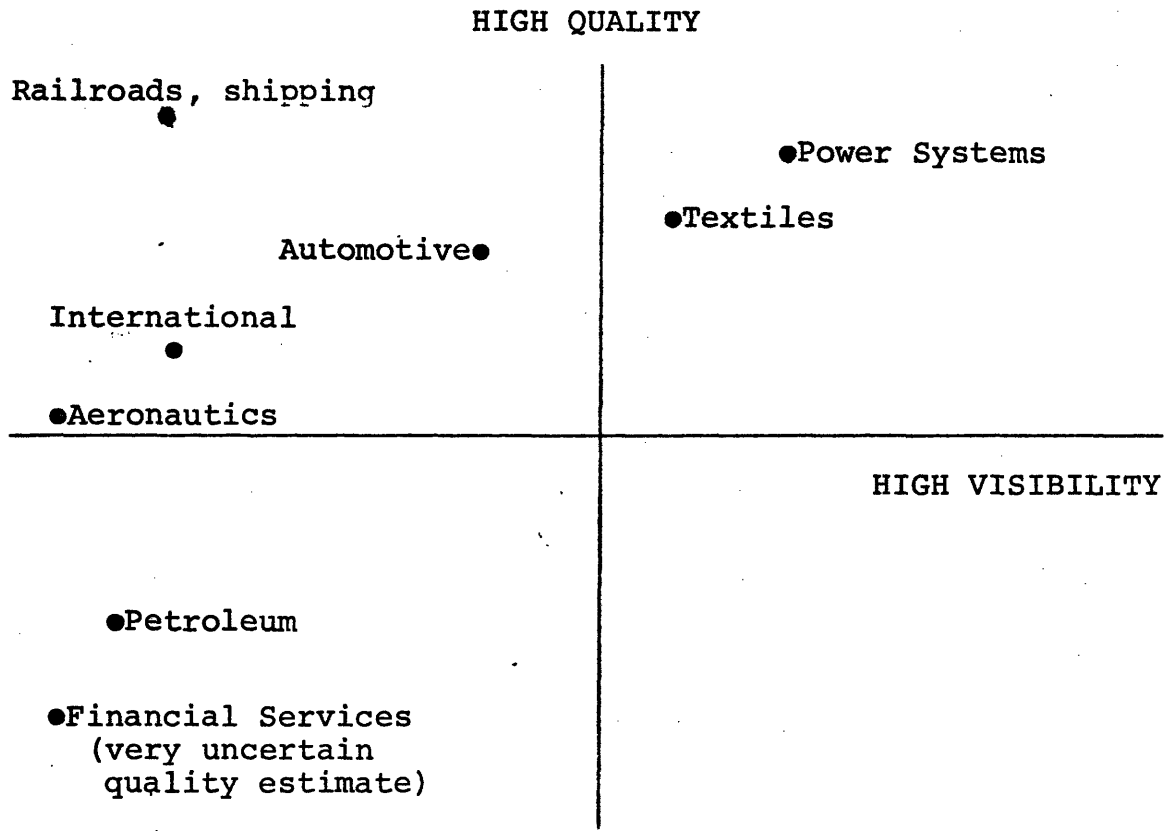 HIGH QUALITY
Railroads, shipping
Power Systems
Textiles
Automotive
International
Aeronautics
HIGH VISIBILITY
Petroleum
Financial Services
(very uncertain
quality estimate)